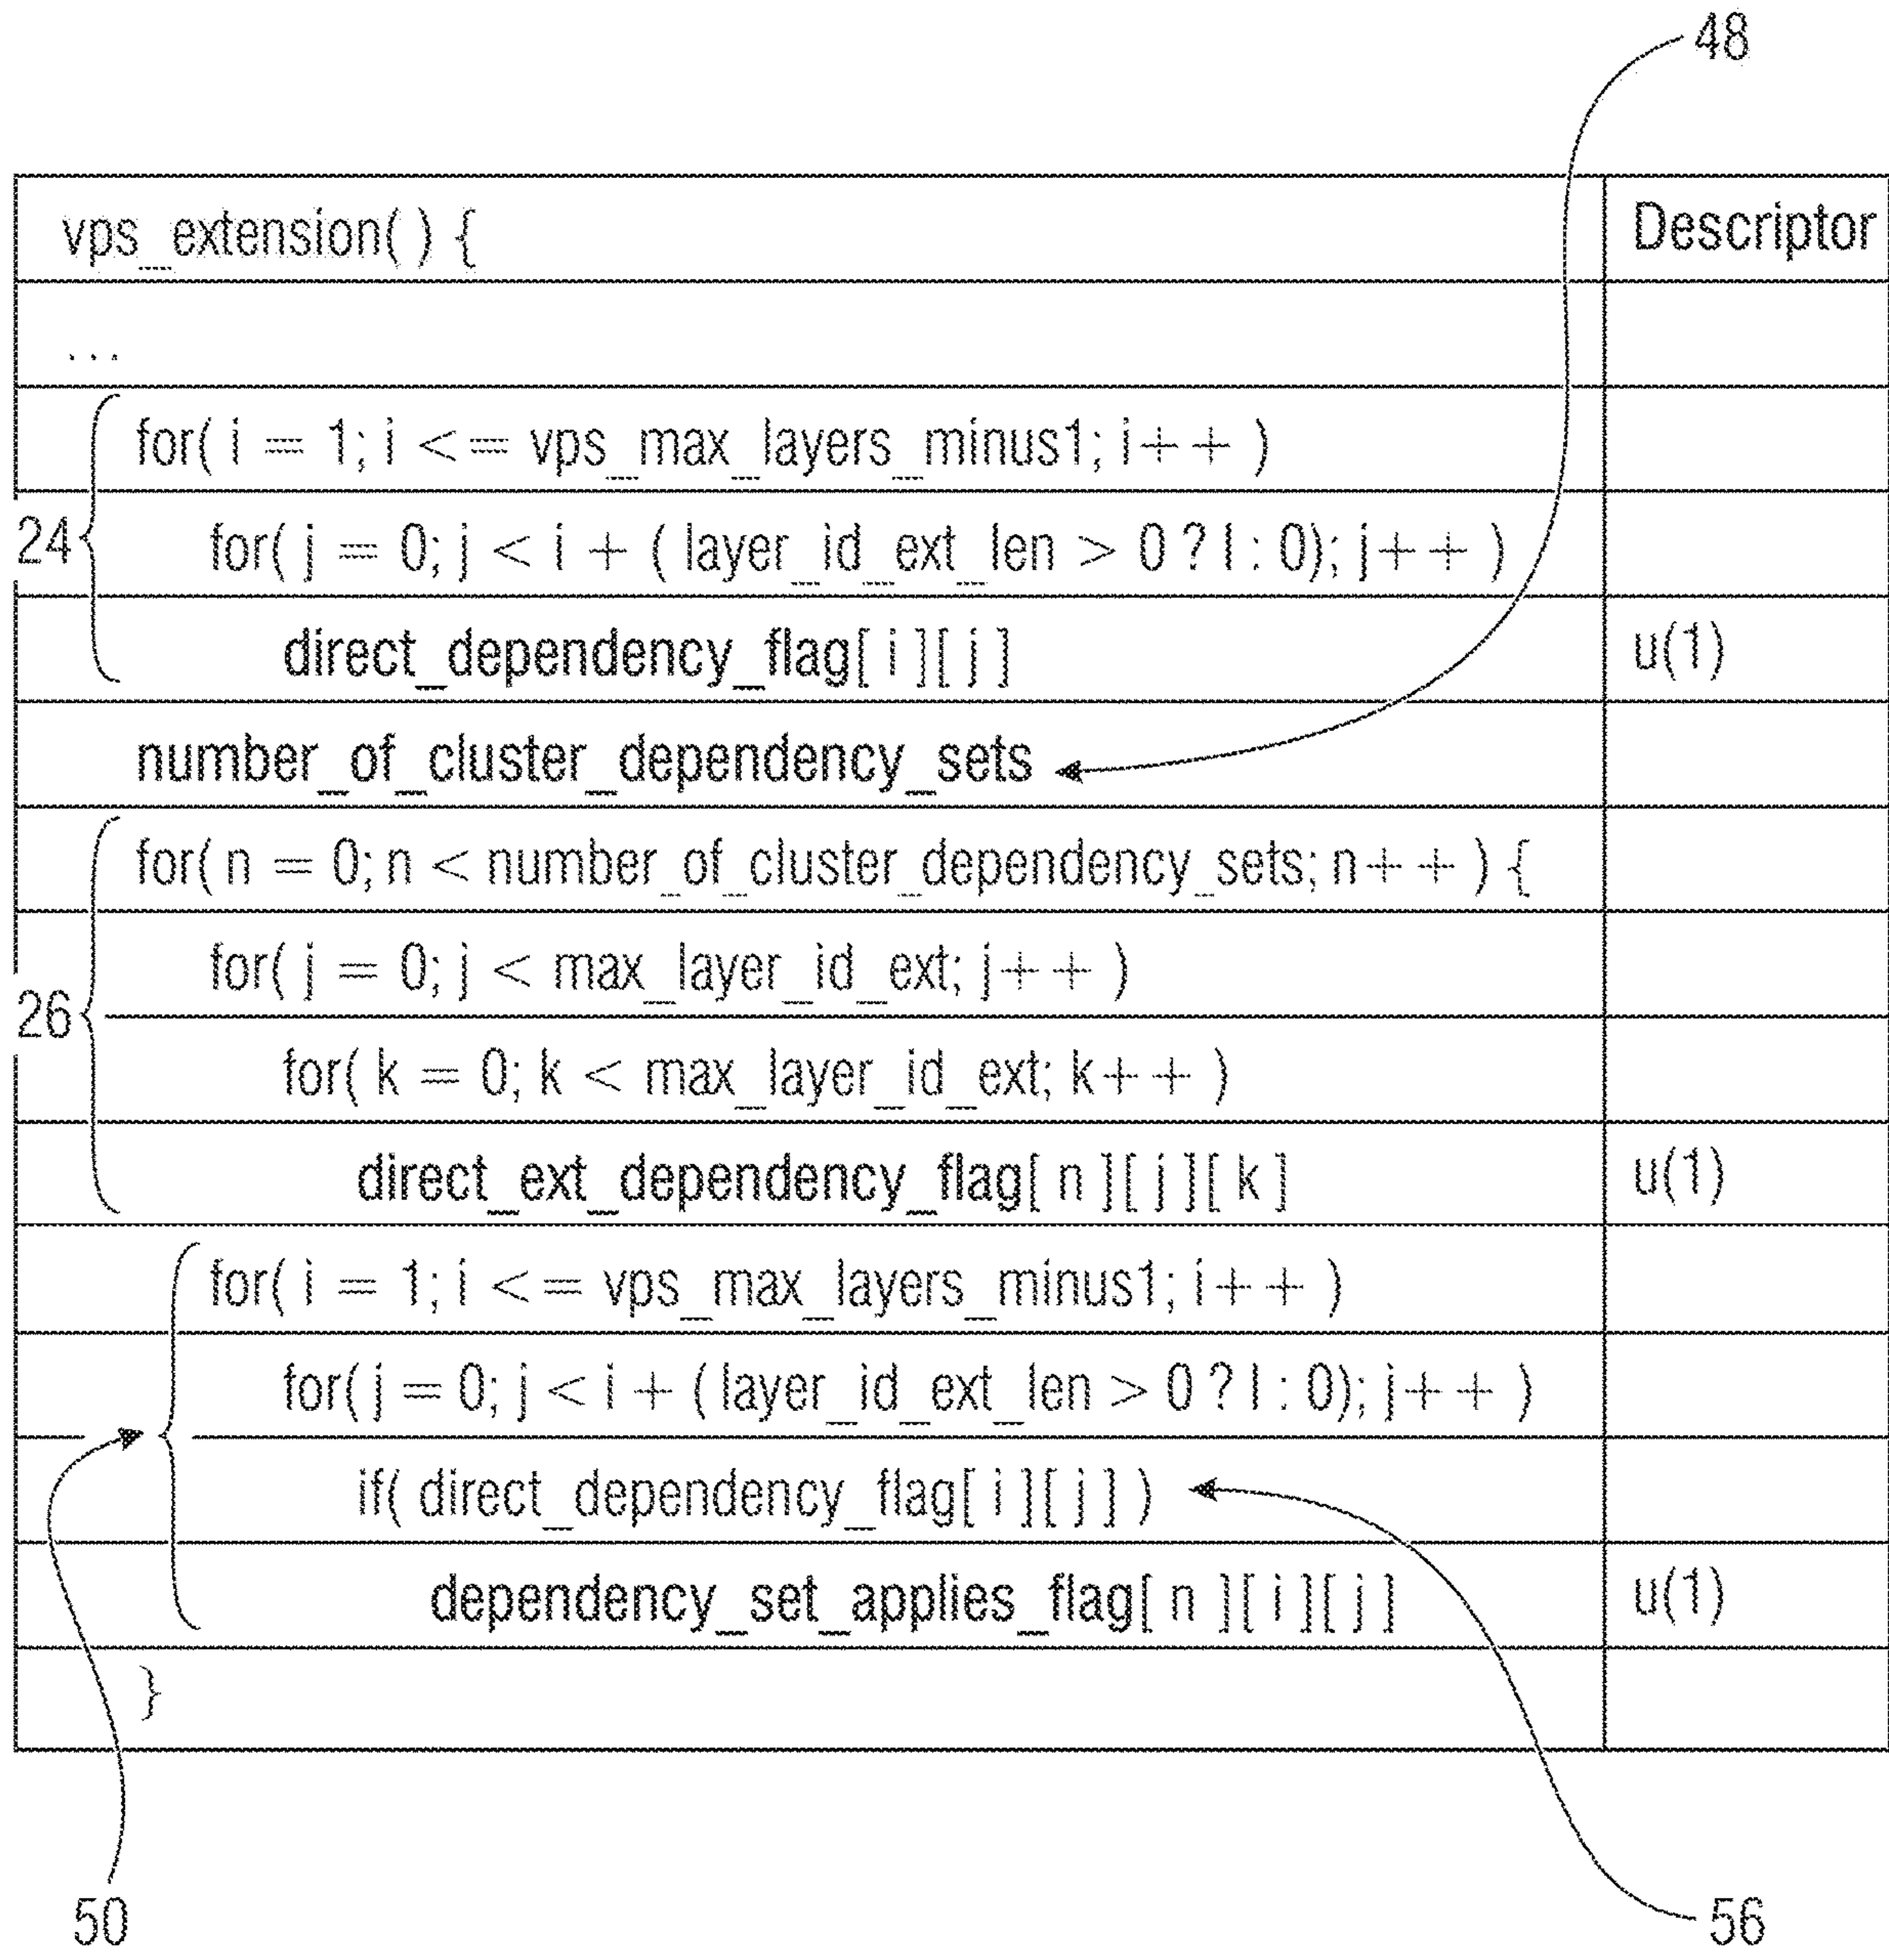 48
vps_extension( ) { Descriptor
...
for( i = 1; i <= vps_max_layers_minus1; i++ )
24 for( j = 0; j < i + ( layer_id_ext_len > 0 ? l : 0); j++ )
direct_dependency_flag[ i ][ j ] u(1)
number_of_cluster_dependency_sets
for( n = 0; n < number_of_cluster_dependency_sets; n++ ) {
for( j = 0; j < max_layer_id_ext; j++ )
26
for( k = 0; k < max_layer_id_ext; k++ )
direct_ext_dependency_flag[ n ][ j ][ k ] u(1)
for( i = 1; i <= vps_max_layers_minus1; i++ )
for( j = 0; j < i + ( layer_id_ext_len > 0 ? l : 0); j++ )
if( direct_dependency_flag[ i ][ j ] )
dependency_set_applies_flag[ n ][ i ][ j ] u(1)
}
50 56